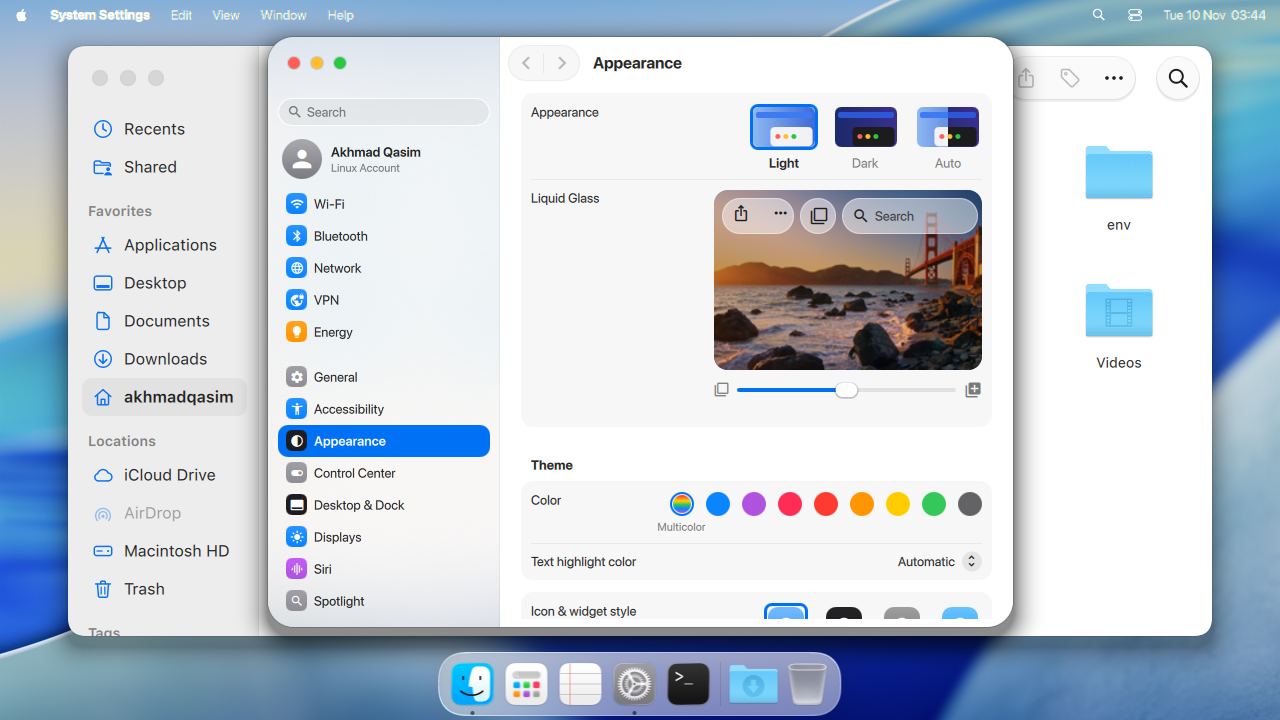 System Settings Edit View Window Help
Tue 10 Nov 03:44
Recents
Shared
Favorites
Applications
Desktop
Documents
Downloads
akhmadqasim
Locations
iCloud Drive
AirDrop
Macintosh HD
Trash
Tags
Search
Akhmad Qasim
Linux Account
Wi-Fi
Bluetooth
Network
VPN
Energy
General
Accessibility
Appearance
Control Center
Desktop & Dock
Displays
Siri
Spotlight
Appearance
Appearance
Light Dark Auto
Liquid Glass
Search
Theme
Color
Multicolor
Text highlight color Automatic
Icon & widget style
env
Videos
>_